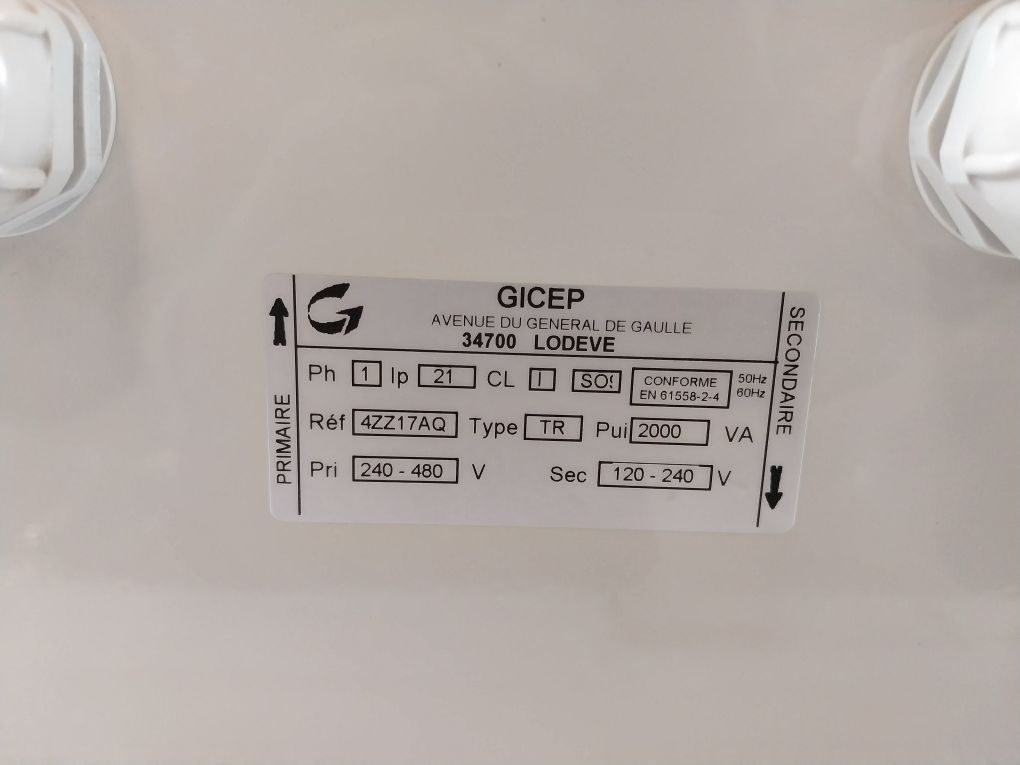 GICEP
AVENUE DU GENERAL DE GAULLE
34700 LODEVE
PRIMAIRE
Ph 1 Ip 21 CL I
CONFORME
EN 61558-2-4
50Hz
60Hz
Réf 4ZZ17AQ Type TR Pui 2000 VA
Pri 240 - 480 V Sec 120 - 240 V
SECONDAIRE